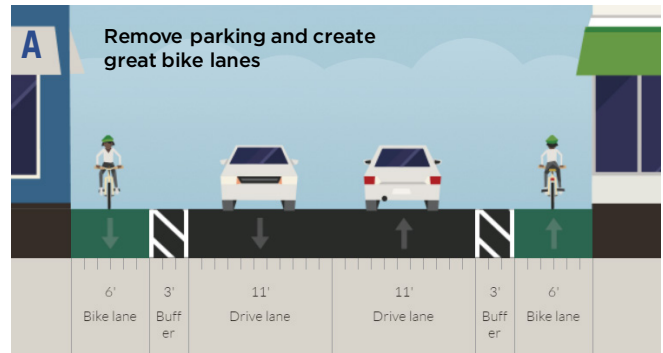 A
Remove parking and create
great bike lanes
6' 3' 11' 11' 3' 6'
Bike lane Buff Drive lane Drive lane Buff Bike lane
er er